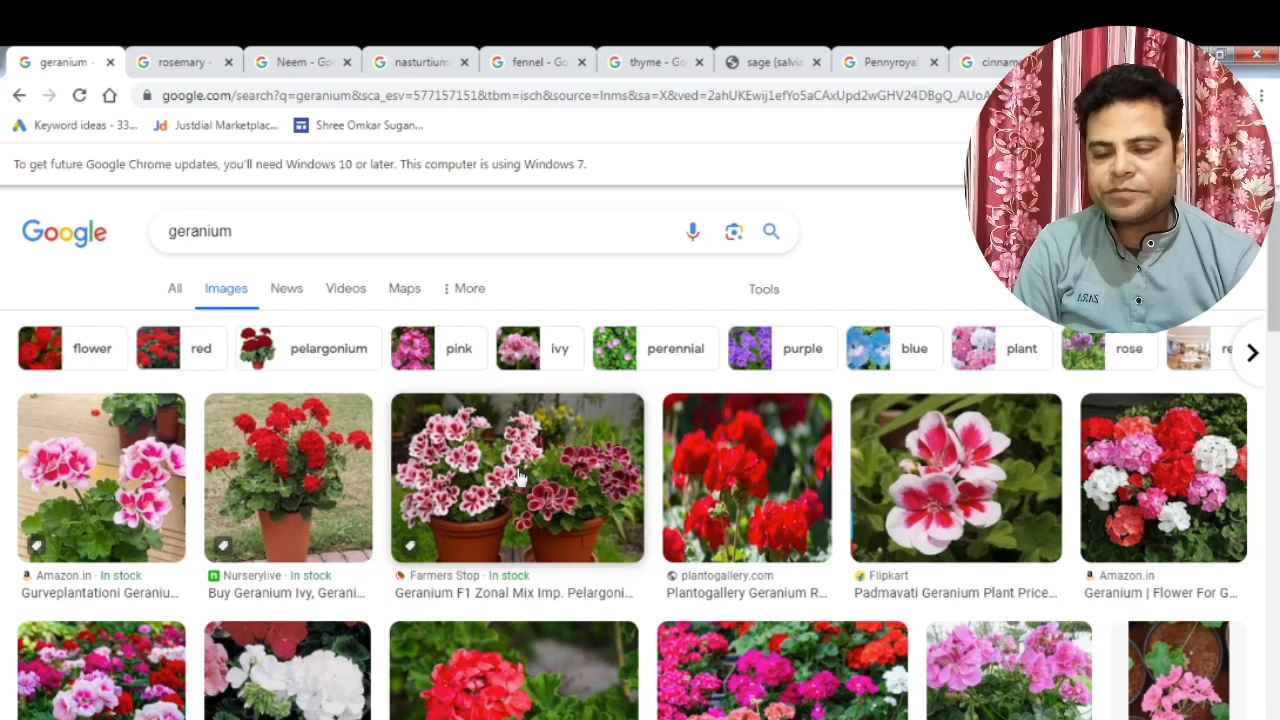 geranium -
rosemary -
Neem - Go
nasturtium
fennel - Go
thyme - Go
sage (salvia
Pennyroyal
cinname
google.com/search?q=geranium&sca_esv=577157151&tbm=isch&source=lnms&sa=X&ved=2ahUKEwij1efYo5aCAxUpd2wGHV24DBgQ_AUoA
Keyword ideas - 33...
Justdial Marketplac...
Shree Omkar Sugan...
To get future Google Chrome updates, you'll need Windows 10 or later. This computer is using Windows 7.
Google
geranium
All
Images
News
Videos
Maps
More
Tools
ZARA
flower
red
pelargonium
pink
ivy
perennial
purple
blue
plant
rose
re
Amazon.in · In stock
Nurserylive · In stock
Farmers Stop · In stock
plantogallery.com
Flipkart
Amazon.in
Gurveplantationi Geraniu...
Buy Geranium Ivy, Gerani...
Geranium F1 Zonal Mix Imp. Pelargoni...
Plantogallery Geranium R...
Padmavati Geranium Plant Price...
Geranium | Flower For G...